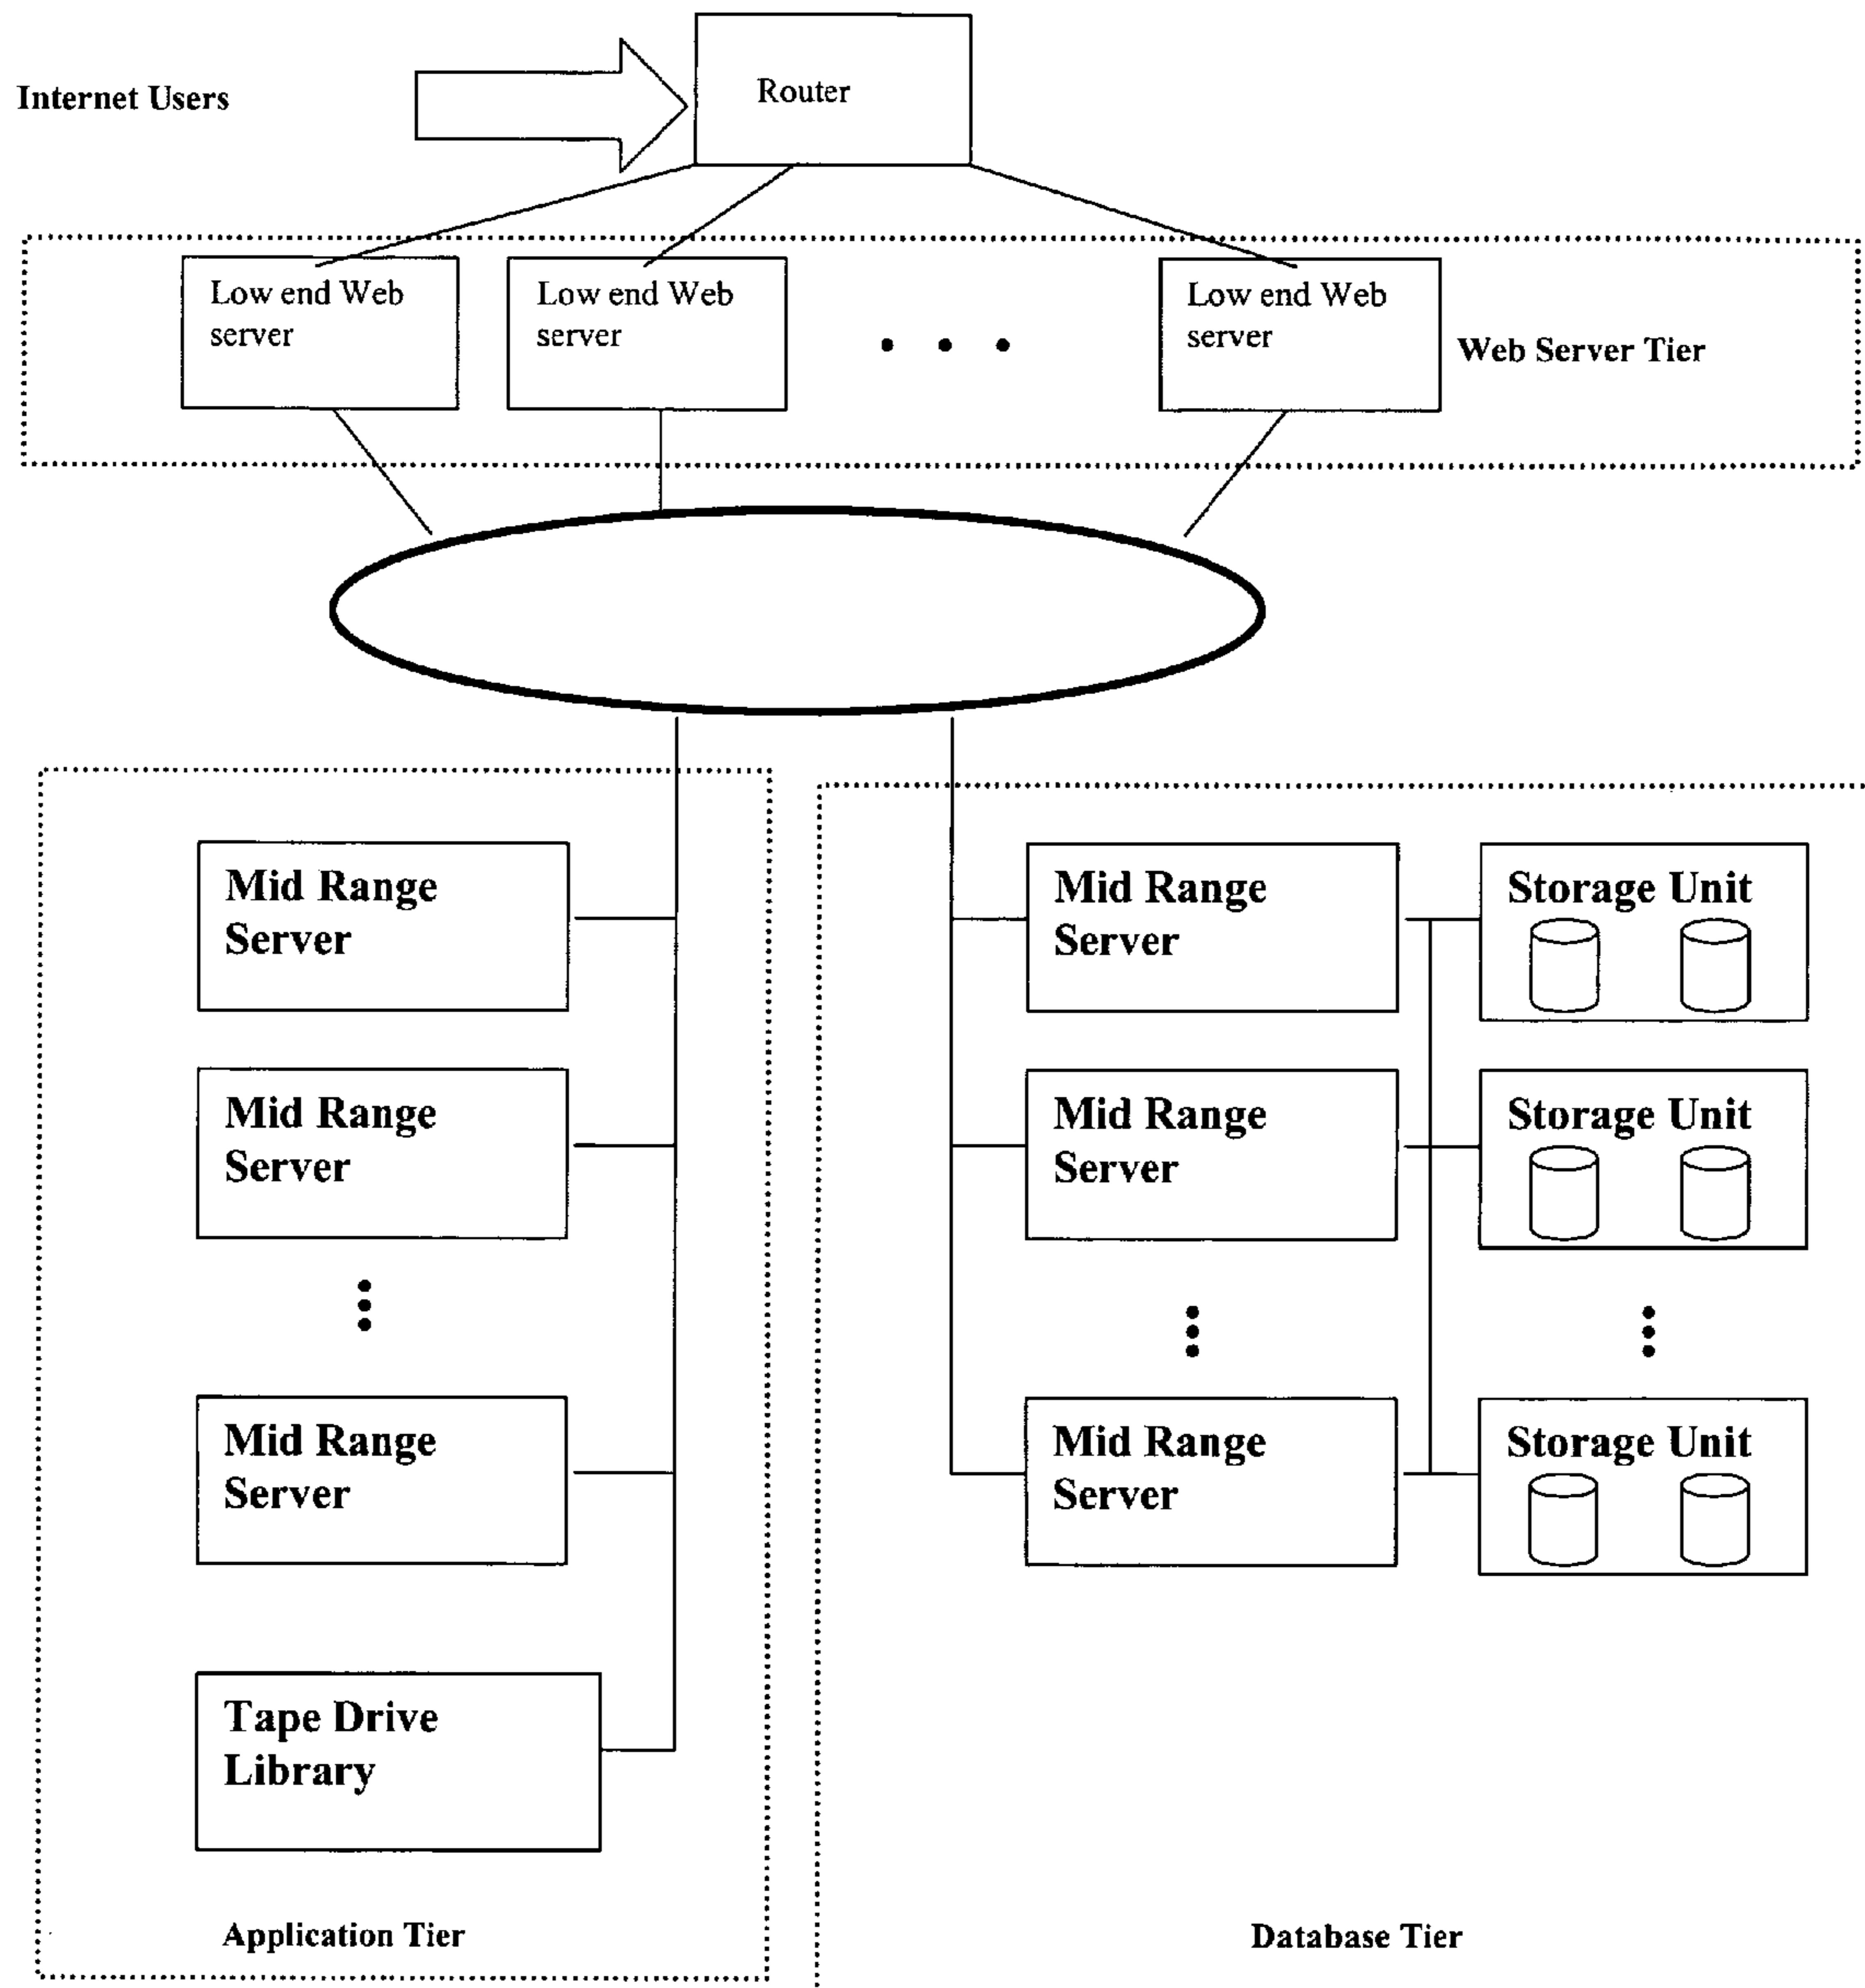 Internet Users
Router
Low end Web
server
Low end Web
server
Low end Web
server
Web Server Tier
Mid Range
Server
Mid Range
Server
Mid Range
Server
Tape Drive
Library
Application Tier
Mid Range
Server
Storage Unit
Mid Range
Server
Storage Unit
Mid Range
Server
Storage Unit
Database Tier